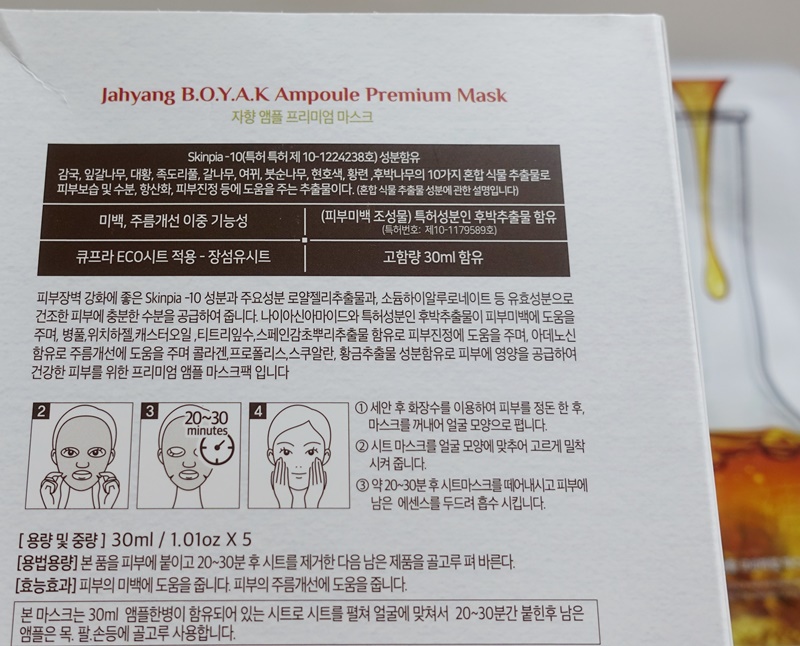 Jahyang B.O.Y.A.K Ampoule Premium Mask
자향 앰플 프리미엄 마스크
Skinpia -10(특허 특허 제 10-1224238호) 성분함유
감국, 잎갈나무, 대황, 족도리풀, 갈나무, 여뀌, 붓순나무, 현호색, 황련 ,후박나무의 10가지 혼합 식물 추출물로
피부보습 및 수분, 항산화, 피부진정 등에 도움을 주는 추출물이다. (혼합 식물 추출물 성분에 관한 설명입니다)
미백, 주름개선 이중 기능성
(피부미백 조성물) 특허성분인 후박추출물 함유
(특허번호: 제10-1179589호)
큐프라 ECO시트 적용 - 장섬유시트
고함량 30ml 함유
피부장벽 강화에 좋은 Skinpia -10 성분과 주요성분 로얄젤리추출물과, 소듐하이알루로네이트 등 유효성분으로
건조한 피부에 충분한 수분을 공급하여 줍니다. 나이아신아마이드와 특허성분인 후박추출물이 피부미백에 도움을
주며, 병풀,위치하젤,캐스터오일 ,티트리잎수,스페인감초뿌리추출물 함유로 피부진정에 도움을 주며, 아데노신
함유로 주름개선에 도움을 주며 콜라겐,프로폴리스,스쿠알란, 황금추출물 성분함유로 피부에 영양을 공급하여
건강한 피부를 위한 프리미엄 앰플 마스크팩 입니다
2
3
20~30
minutes
4
① 세안 후 화장수를 이용하여 피부를 정돈 한 후,
마스크를 꺼내어 얼굴 모양으로 폅니다.
② 시트 마스크를 얼굴 모양에 맞추어 고르게 밀착
시켜 줍니다.
③ 약 20~30분 후 시트마스크를 떼어내시고 피부에
남은 에센스를 두드려 흡수 시킵니다.
[ 용량 및 중량 ] 30ml / 1.01oz X 5
[용법용량] 본 품을 피부에 붙이고 20~30분 후 시트를 제거한 다음 남은 제품을 골고루 펴 바른다.
[효능효과] 피부의 미백에 도움을 줍니다. 피부의 주름개선에 도움을 줍니다.
본 마스크는 30ml 앰플한병이 함유되어 있는 시트로 시트를 펼쳐 얼굴에 맞춰서 20~30분간 붙힌후 남은
앰플은 목. 팔.손등에 골고루 사용합니다.